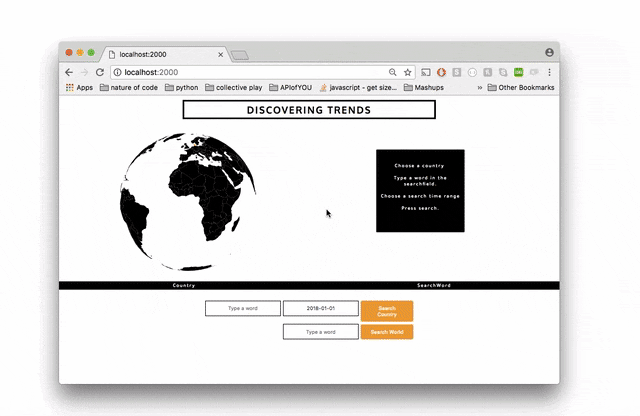 localhost:2000
localhost:2000
Apps nature of code python collective play APIofYOU javascript - get size... Mashups » Other Bookmarks
DISCOVERING TRENDS
Choose a country
Type a word in the
searchfield.
Choose a search time range
Press search.
Country SearchWord
Type a word 2018-01-01 Search
Country
Type a word Search World